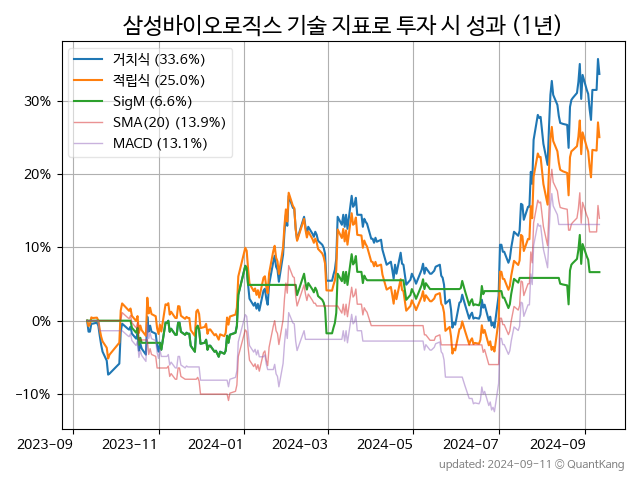 삼성바이오로직스 기술 지표로 투자 시 성과 (1년)
거치식 (33.6%)
적립식 (25.0%)
SigM (6.6%)
SMA(20) (13.9%)
MACD (13.1%)
30%
20%
10%
0%
−10%
2023-09 2023-11 2024-01 2024-03 2024-05 2024-07 2024-09
updated: 2024-09-11 © QuantKang